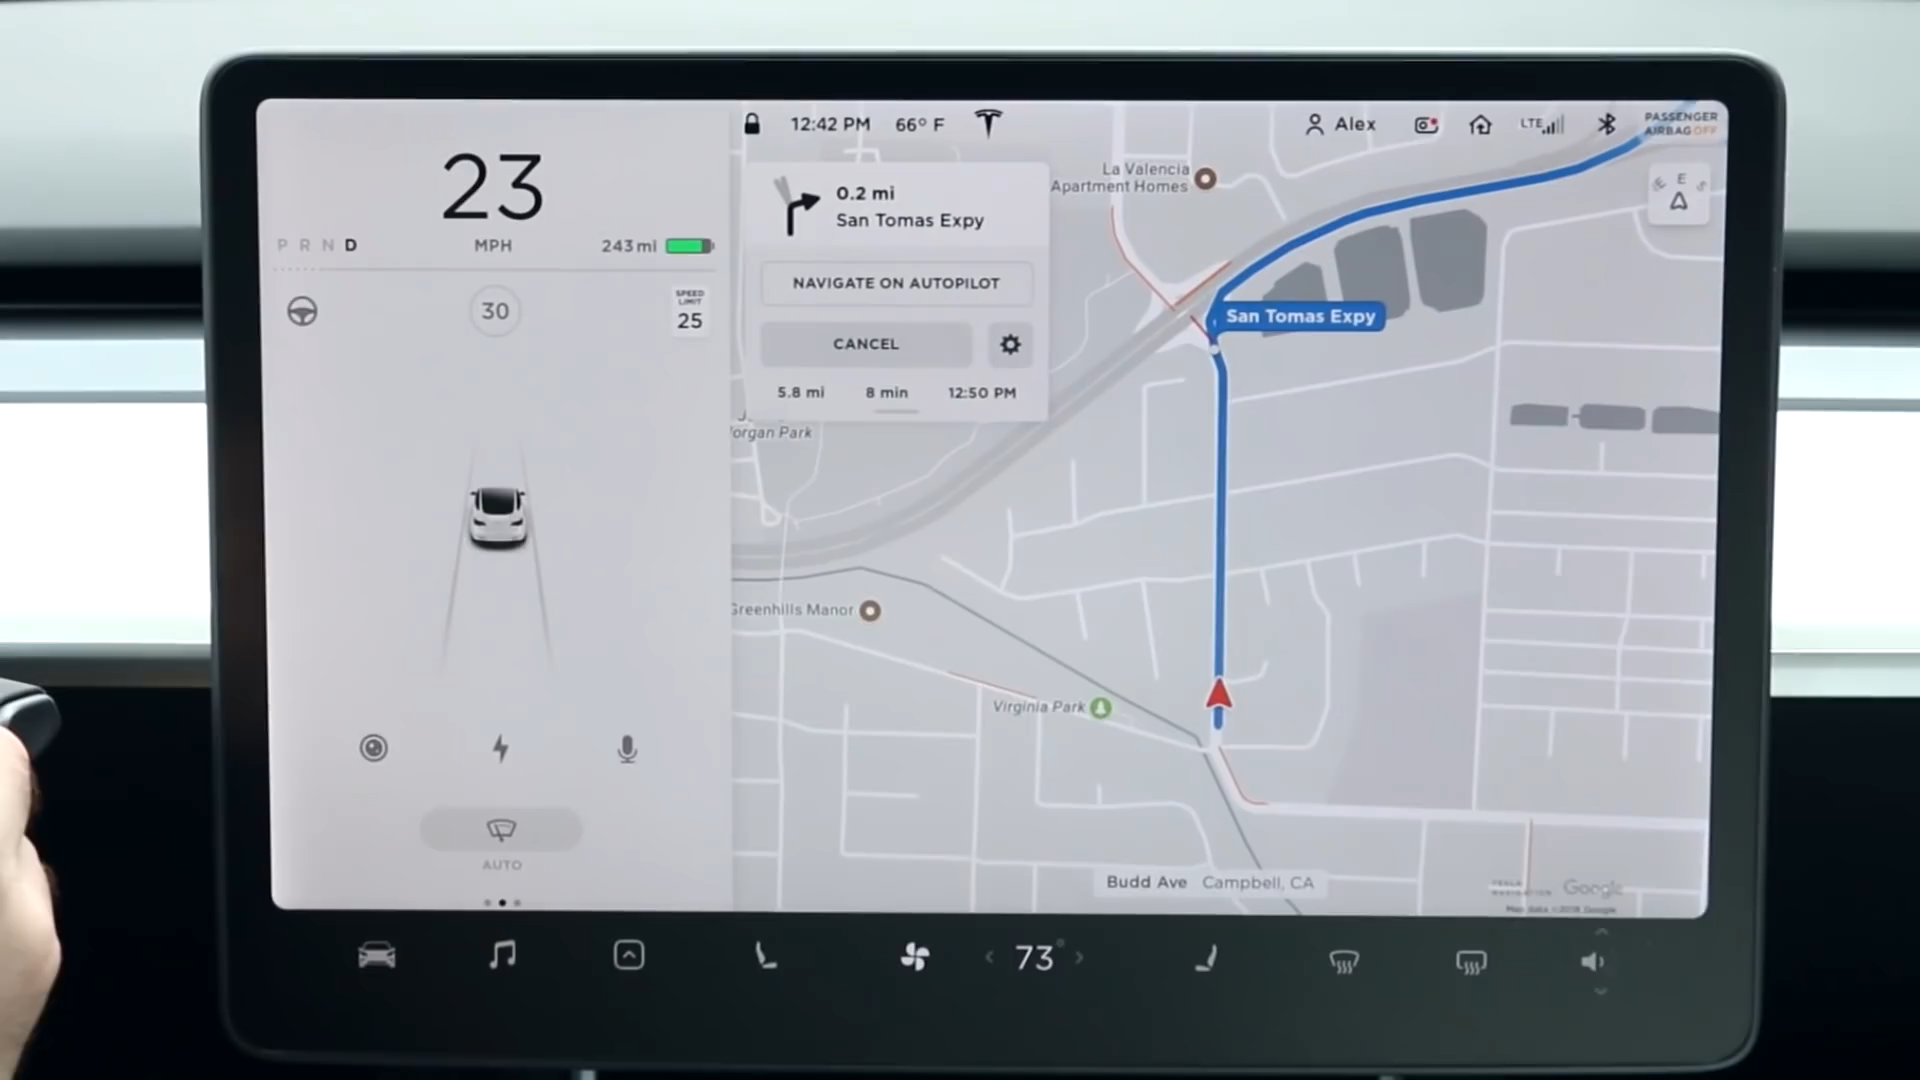 23
P R N D
MPH
243 mi
30
SPEED
LIMIT
25
AUTO
12:42 PM
66° F
Alex
LTE
PASSENGER
AIRBAG OFF
0.2 mi
San Tomas Expy
NAVIGATE ON AUTOPILOT
CANCEL
5.8 mi
8 min
12:50 PM
La Valencia
Apartment Homes
E
E
S
San Tomas Expy
organ Park
Greenhills Manor
Virginia Park
Budd Ave Campbell, CA
Google
73°